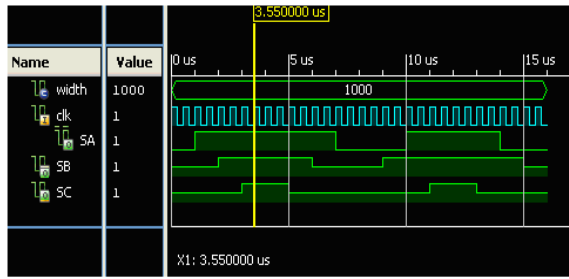 3.550000 us
Name Value
0 us 5 us 10 us 15 us
width 1000 1000
clk 1
SA 1
SB 1
SC 1
X1: 3.550000 us